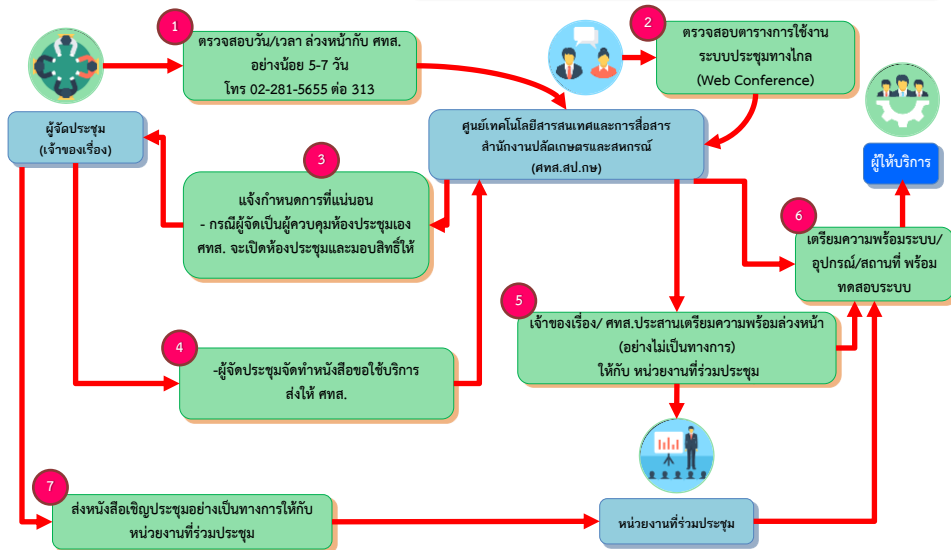 1
ตรวจสอบวัน/เวลา ล่วงหน้ากับ ศทส.
อย่างน้อย 5-7 วัน
โทร 02-281-5655 ต่อ 313
2
ตรวจสอบตารางการใช้งาน
ระบบประชุมทางไกล
(Web Conference)
ผู้จัดประชุม
(เจ้าของเรื่อง)
ศูนย์เทคโนโลยีสารสนเทศและการสื่อสาร
สำนักงานปลัดเกษตรและสหกรณ์
(ศทส.สป.กษ)
ผู้ให้บริการ
3
แจ้งกำหนดการที่แน่นอน
- กรณีผู้จัดเป็นผู้ควบคุมห้องประชุมเอง
ศทส. จะเปิดห้องประชุมและมอบสิทธิ์ให้
6
เตรียมความพร้อมระบบ/
อุปกรณ์/สถานที่ พร้อม
ทดสอบระบบ
5
เจ้าของเรื่อง/ ศทส.ประสานเตรียมความพร้อมล่วงหน้า
(อย่างไม่เป็นทางการ)
ให้กับ หน่วยงานที่ร่วมประชุม
4
-ผู้จัดประชุมจัดทำหนังสือขอใช้บริการ
ส่งให้ ศทส.
7
ส่งหนังสือเชิญประชุมอย่างเป็นทางการให้กับ
หน่วยงานที่ร่วมประชุม
หน่วยงานที่ร่วมประชุม